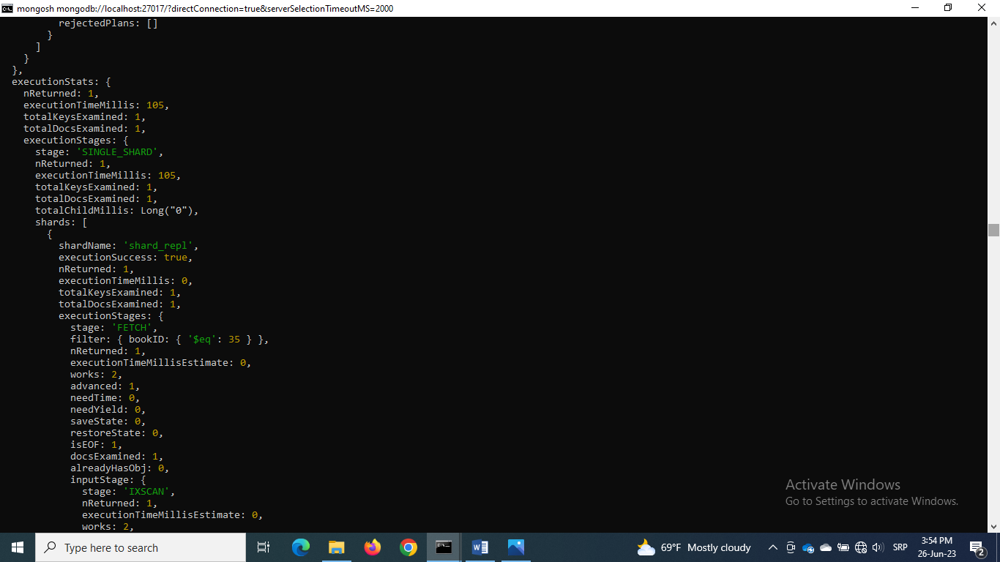 mongosh mongodb://localhost:27017/?directConnection=true&serverSelectionTimeoutMS=2000
rejectedPlans: []
}
]
}
},
executionStats: {
nReturned: 1,
executionTimeMillis: 105,
totalKeysExamined: 1,
totalDocsExamined: 1,
executionStages: {
stage: 'SINGLE_SHARD',
nReturned: 1,
executionTimeMillis: 105,
totalKeysExamined: 1,
totalDocsExamined: 1,
totalChildMillis: Long("0"),
shards: [
{
shardName: 'shard_repl',
executionSuccess: true,
nReturned: 1,
executionTimeMillis: 0,
totalKeysExamined: 1,
totalDocsExamined: 1,
executionStages: {
stage: 'FETCH',
filter: { bookID: { '$eq': 35 } },
nReturned: 1,
executionTimeMillisEstimate: 0,
works: 2,
advanced: 1,
needTime: 0,
needYield: 0,
saveState: 0,
restoreState: 0,
isEOF: 1,
docsExamined: 1,
alreadyHasObj: 0,
inputStage: {
stage: 'IXSCAN',
nReturned: 1,
executionTimeMillisEstimate: 0,
works: 2,
Activate Windows
Go to Settings to activate Windows.
Type here to search
69°F Mostly cloudy
SRP
3:54 PM
26-Jun-23
2